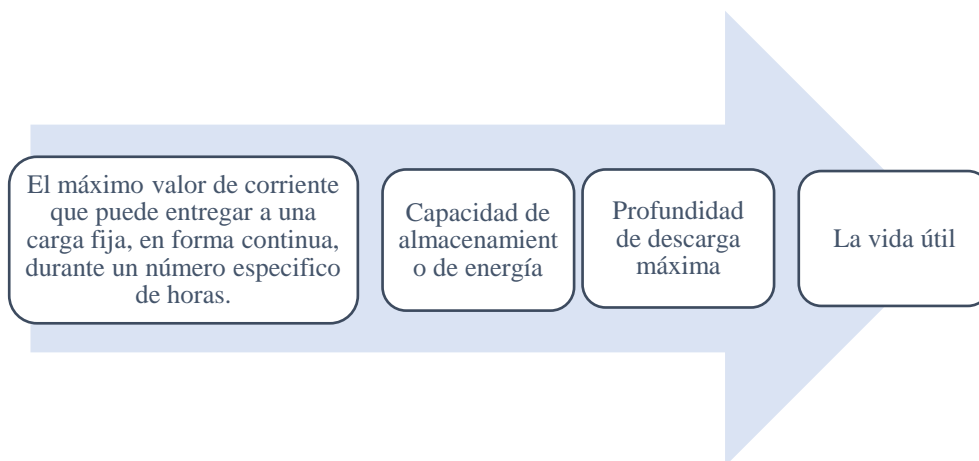 El máximo valor de corriente
que puede entregar a una
carga fija, en forma continua,
durante un número especifico
de horas.
Capacidad de
almacenamient
o de energía
Profundidad
de descarga
máxima
La vida útil